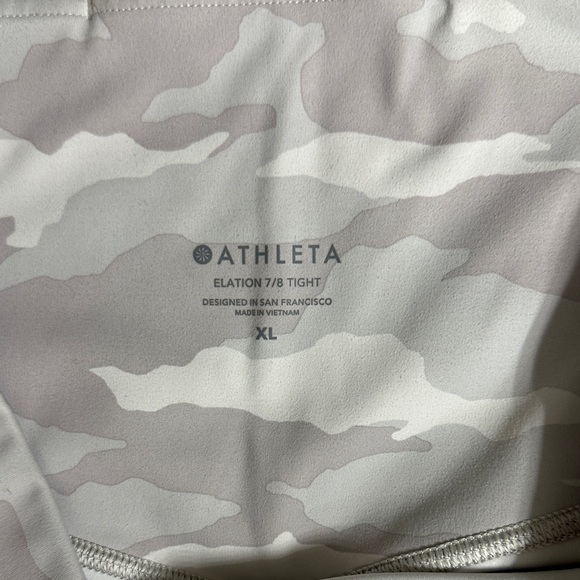 ATHLETA
ELATION 7/8 TIGHT
DESIGNED IN SAN FRANCISCO
MADE IN VIETNAM
XL